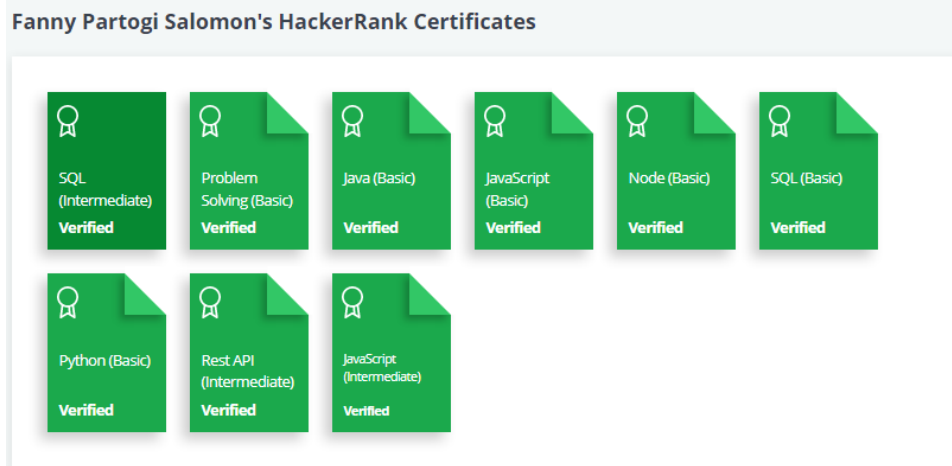 Fanny Partogi Salomon's HackerRank Certificates
SQL
(Intermediate)
Verified
Problem
Solving (Basic)
Verified
Java (Basic)
Verified
JavaScript
(Basic)
Verified
Node (Basic)
Verified
SQL (Basic)
Verified
Python (Basic)
Verified
Rest API
(Intermediate)
Verified
JavaScript
(Intermediate)
Verified